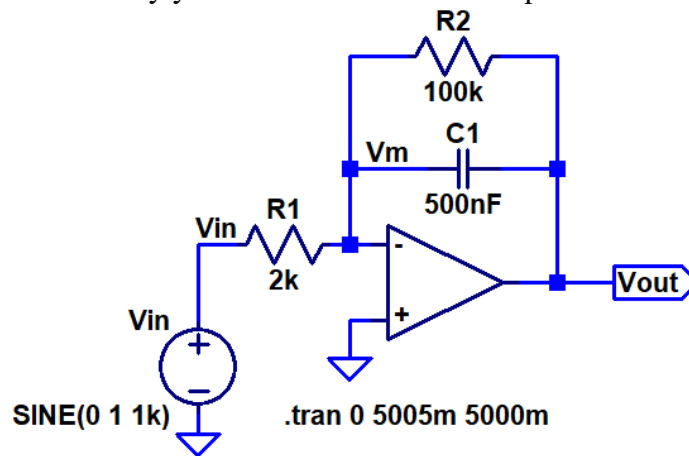 R2
100k
C1
Vm
500nF
R1
Vin
2k
-
+
Vout
Vin
+
−
SINE(0 1 1k)
.tran 0 5005m 5000m